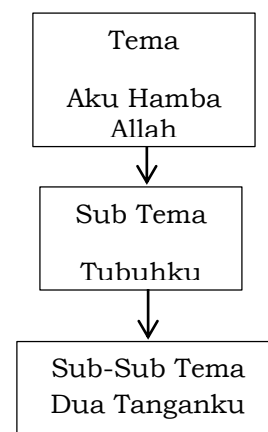 Tema
Aku Hamba
Allah
Sub Tema
Tubuhku
Sub-Sub Tema
Dua Tanganku